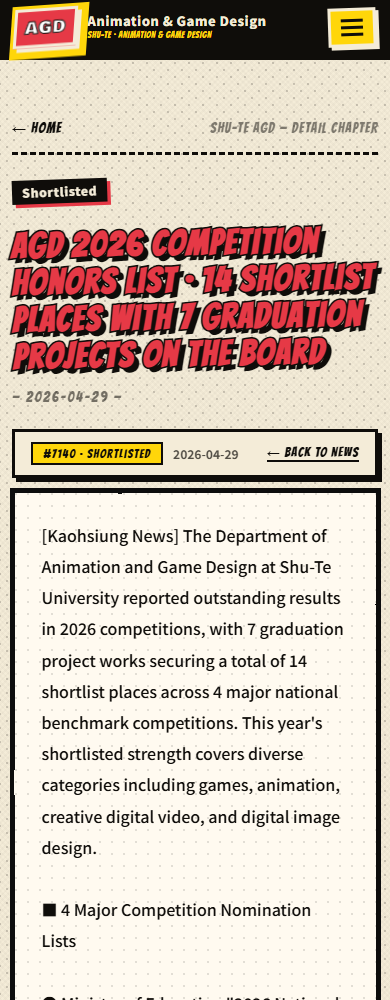 AGD
Animation & Game Design
SHU-TE · ANIMATION & GAME DESIGN
← HOME
SHU-TE AGD – DETAIL CHAPTER
Shortlisted
AGD 2026 COMPETITION
HONORS LIST · 14 SHORTLIST
PLACES WITH 7 GRADUATION
PROJECTS ON THE BOARD
– 2026-04-29 –
#7140 · SHORTLISTED
2026-04-29
← BACK TO NEWS
[Kaohsiung News] The Department of
Animation and Game Design at Shu-Te
University reported outstanding results
in 2026 competitions, with 7 graduation
project works securing a total of 14
shortlist places across 4 major national
benchmark competitions. This year's
shortlisted strength covers diverse
categories including games, animation,
creative digital video, and digital image
design.
■ 4 Major Competition Nomination
Lists
● Ministry of Education "2026 National